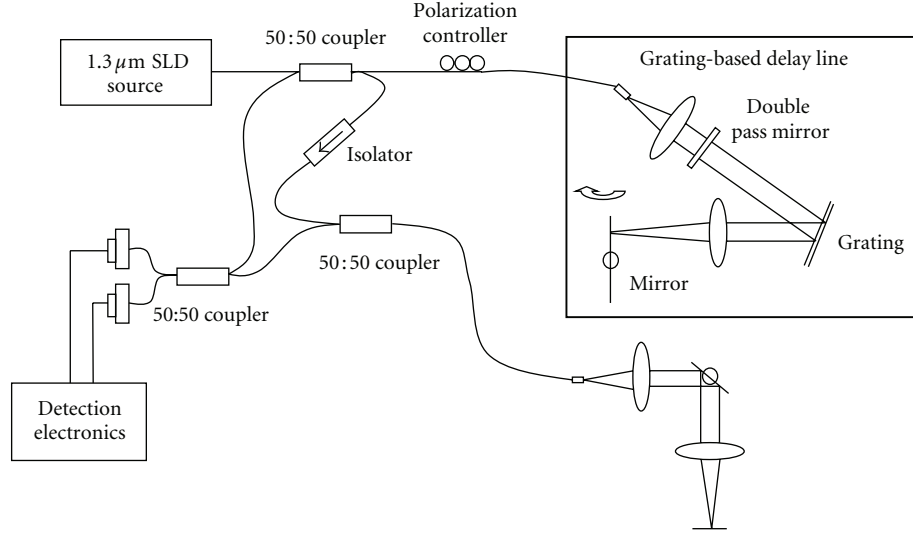 Polarization
controller
50:50 coupler
1.3 μm SLD
source
Grating-based delay line
Double
pass mirror
Isolator
Grating
50:50 coupler
Mirror
50:50 coupler
Detection
electronics